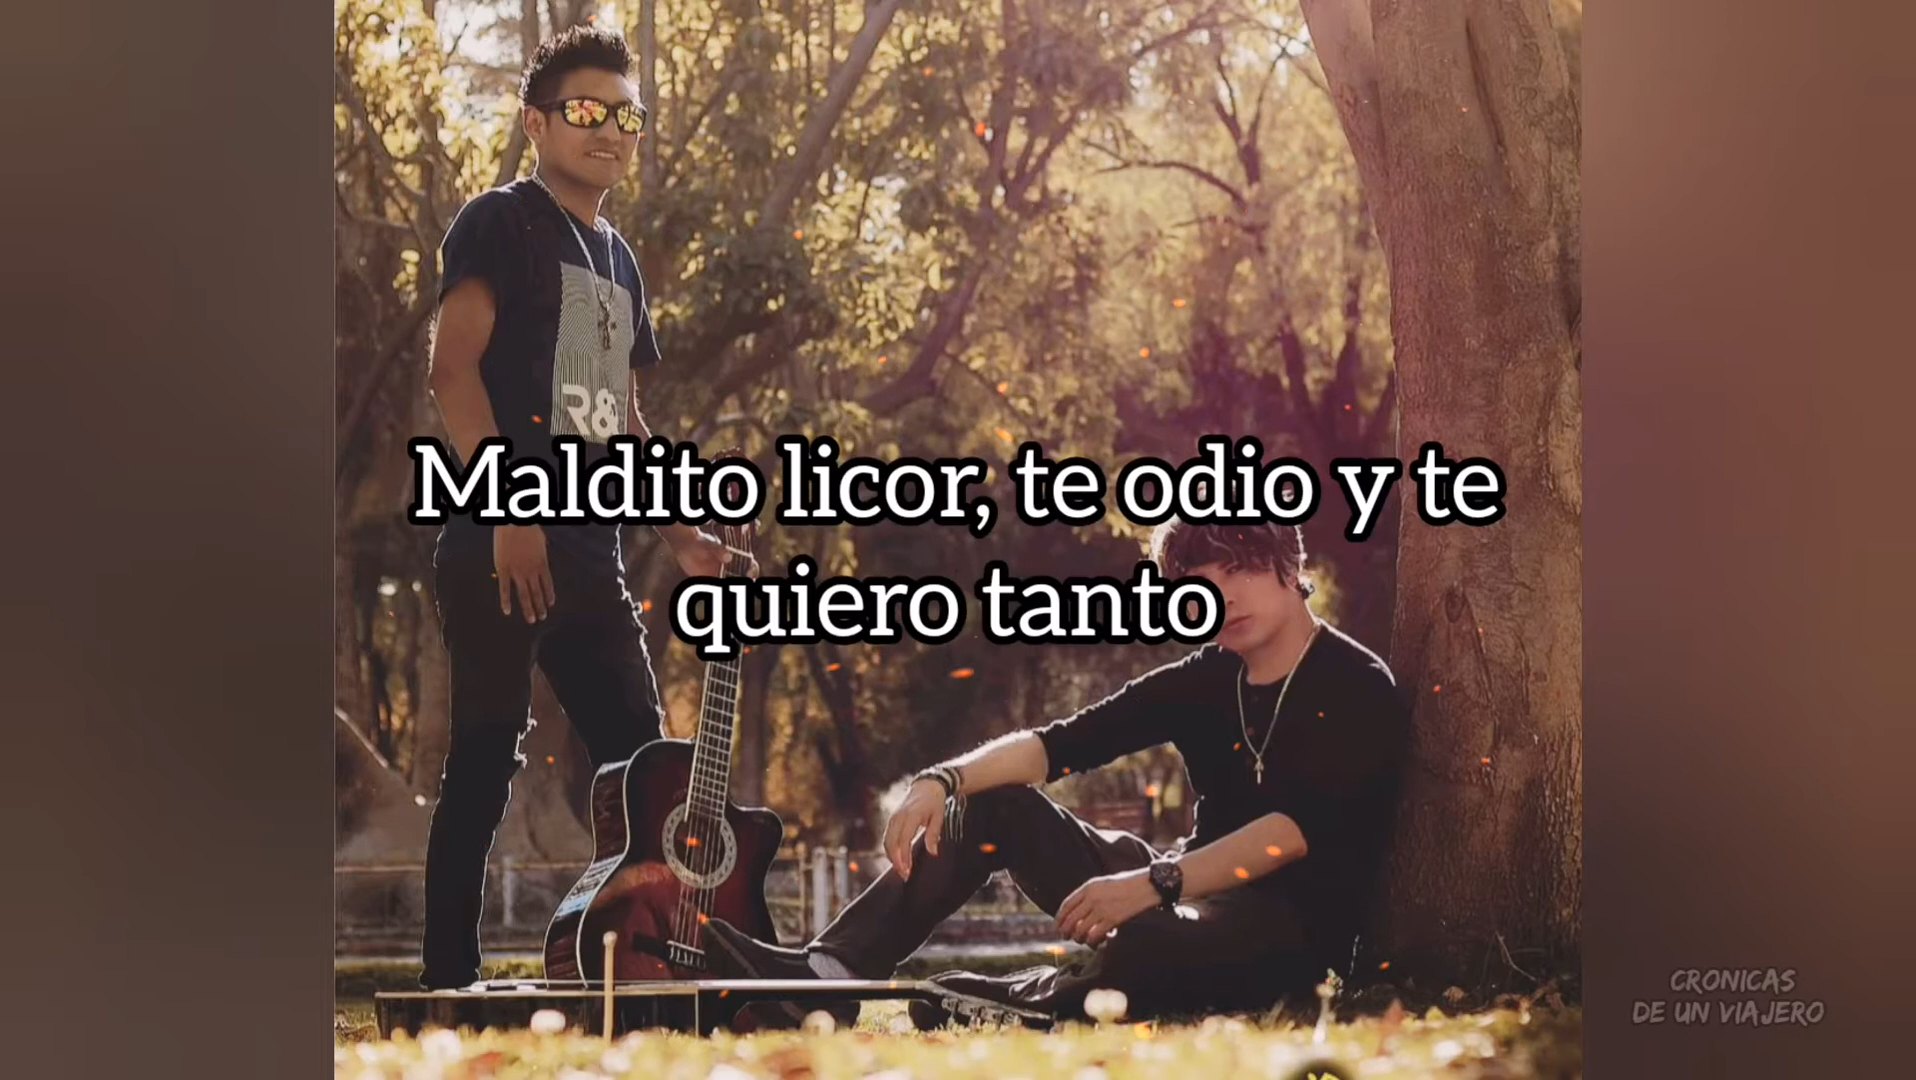 R&
Maldito licor, te odio y te
quiero tanto
CRONICAS
DE UN VIAJERO